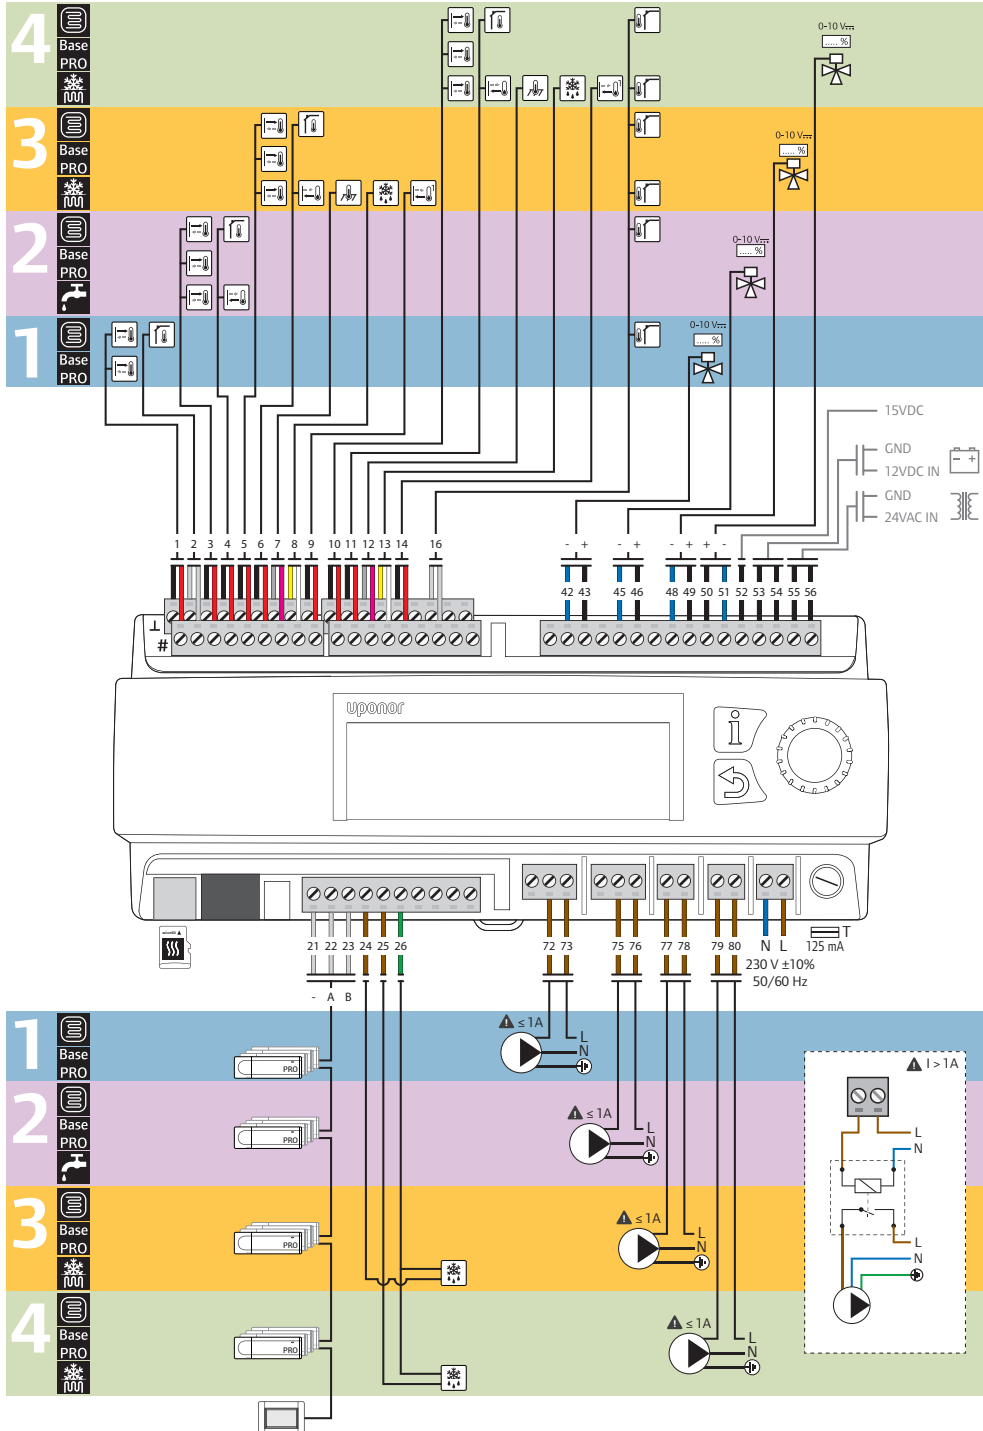 4
Base
PRO
0-10 V
..... %
1
3
Base
PRO
0-10 V
..... %
1
2
Base
PRO
0-10 V
..... %
1
Base
PRO
0-10 V
..... %
15VDC
GND
12VDC IN
- +
GND
24VAC IN
1 2 3 4 5 6 7 8 9 10 11 12 13 14 16
- + - + - + + -
42 43 45 46 48 49 50 51 52 53 54 55 56
⊥
#
uponor
i
microSD
21 22 23 24 25 26 72 73 75 76 77 78 79 80 N L
T
125 mA
230 V ±10%
50/60 Hz
- A B
1
Base
PRO
PRO
≤ 1A
L
N
2
Base
PRO
PRO
≤ 1A
L
N
3
Base
PRO
PRO
≤ 1A
L
N
4
Base
PRO
PRO
≤ 1A
L
N
I > 1A
L
N
L
N